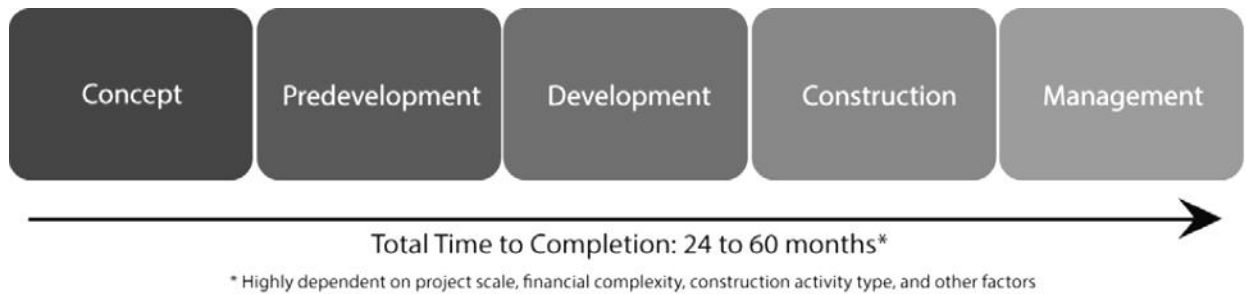 Concept
Predevelopment
Development
Construction
Management
Total Time to Completion: 24 to 60 months*
* Highly dependent on project scale, financial complexity, construction activity type, and other factors